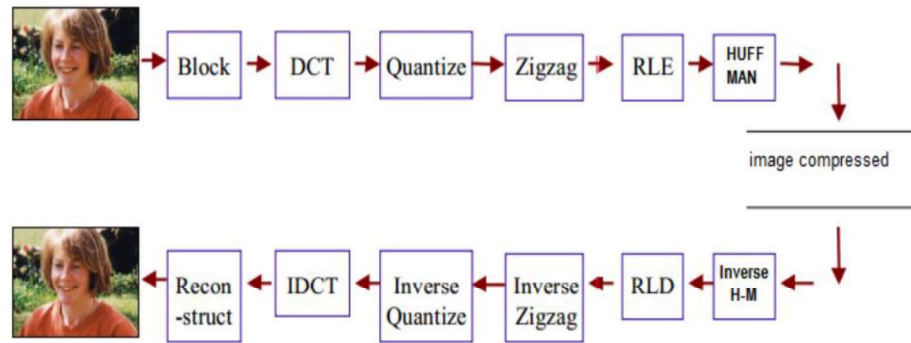 Block
DCT
Quantize
Zigzag
RLE
HUFF
MAN
image compressed
Recon
-struct
IDCT
Inverse
Quantize
Inverse
Zigzag
RLD
Inverse
H-M